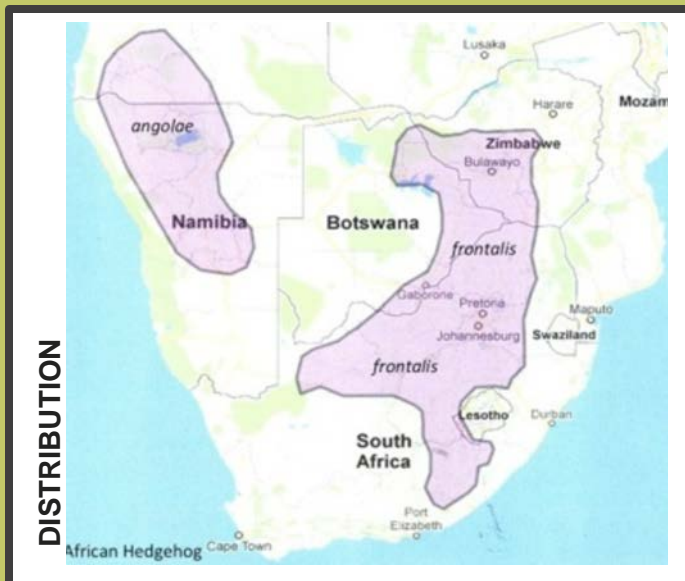 DISTRIBUTION
Lusaka
Harare
Mozam
angolae
Zimbabwe
Bulawayo
Namibia
Botswana
frontalis
Gaborone
Pretoria
Maputo
Johannesburg
Swaziland
frontalis
Lesotho
Durban
South
Africa
Port
Elizabeth
African Hedgehog
Cape Town